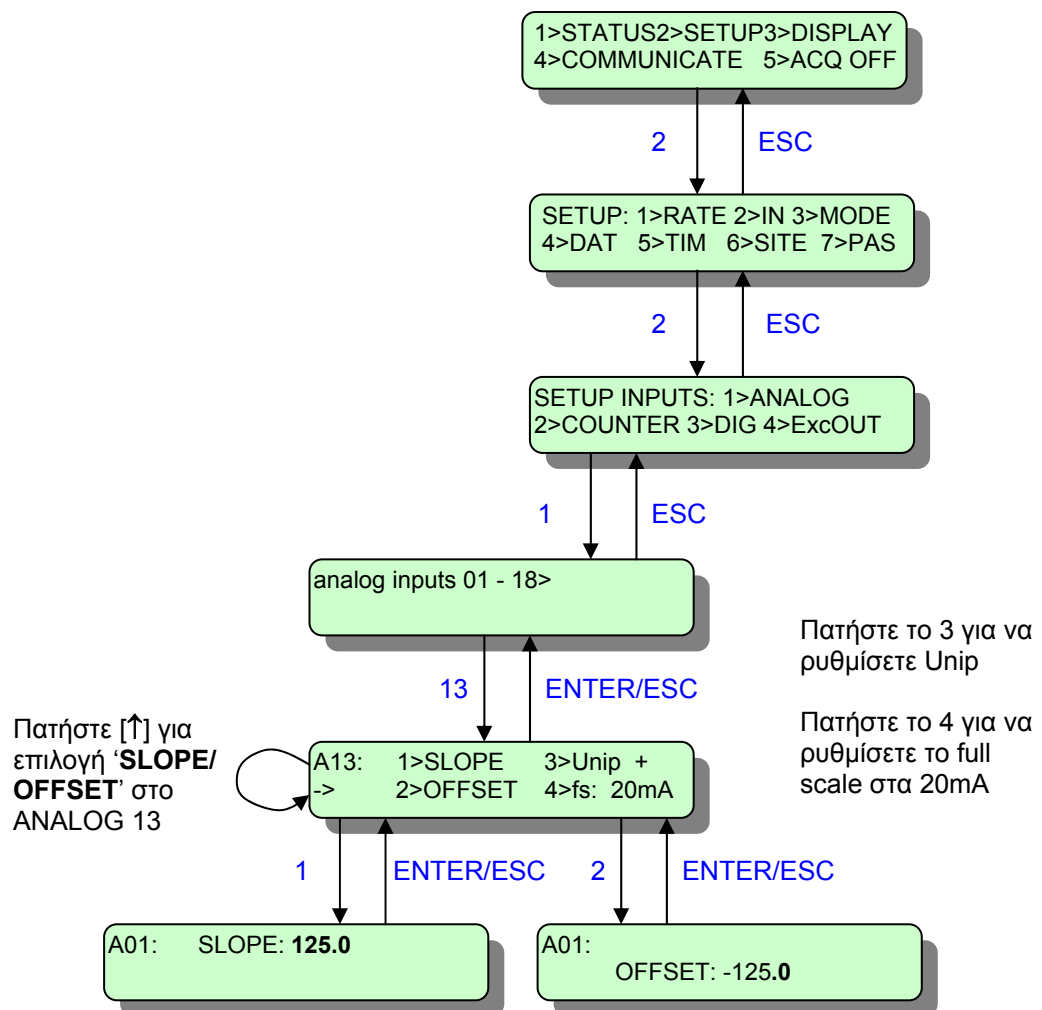 1>STATUS2>SETUP3>DISPLAY
4>COMMUNICATE 5>ACQ OFF
2 ESC
SETUP: 1>RATE 2>IN 3>MODE
4>DAT 5>TIM 6>SITE 7>PAS
2 ESC
SETUP INPUTS: 1>ANALOG
2>COUNTER 3>DIG 4>ExcOUT
1 ESC
analog inputs 01 - 18>
13 ENTER/ESC
Πατήστε το 3 για να
ρυθμίσετε Unip
Πατήστε το 4 για να
ρυθμίσετε το full
scale στα 20mA
Πατήστε [↑] για
επιλογή ‘SLOPE/
OFFSET’ στο
ANALOG 13
A13: 1>SLOPE 3>Unip +
-> 2>OFFSET 4>fs: 20mA
1 ENTER/ESC 2 ENTER/ESC
A01: SLOPE: 125.0
A01:
OFFSET: -125.0